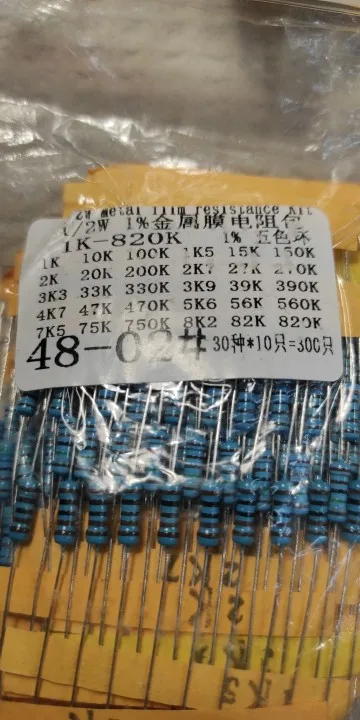 1/2W Metal film resistance kit
1/2W 1%金属膜电阻包
1K-820K 1% 五色环
1K 10K 100K 1K5 15K 150K
2K 20K 200K 2K7 27K 270K
3K3 33K 330K 3K9 39K 390K
4K7 47K 470K 5K6 56K 560K
7K5 75K 750K 8K2 82K 820K
48-02# 30种*10只=300只